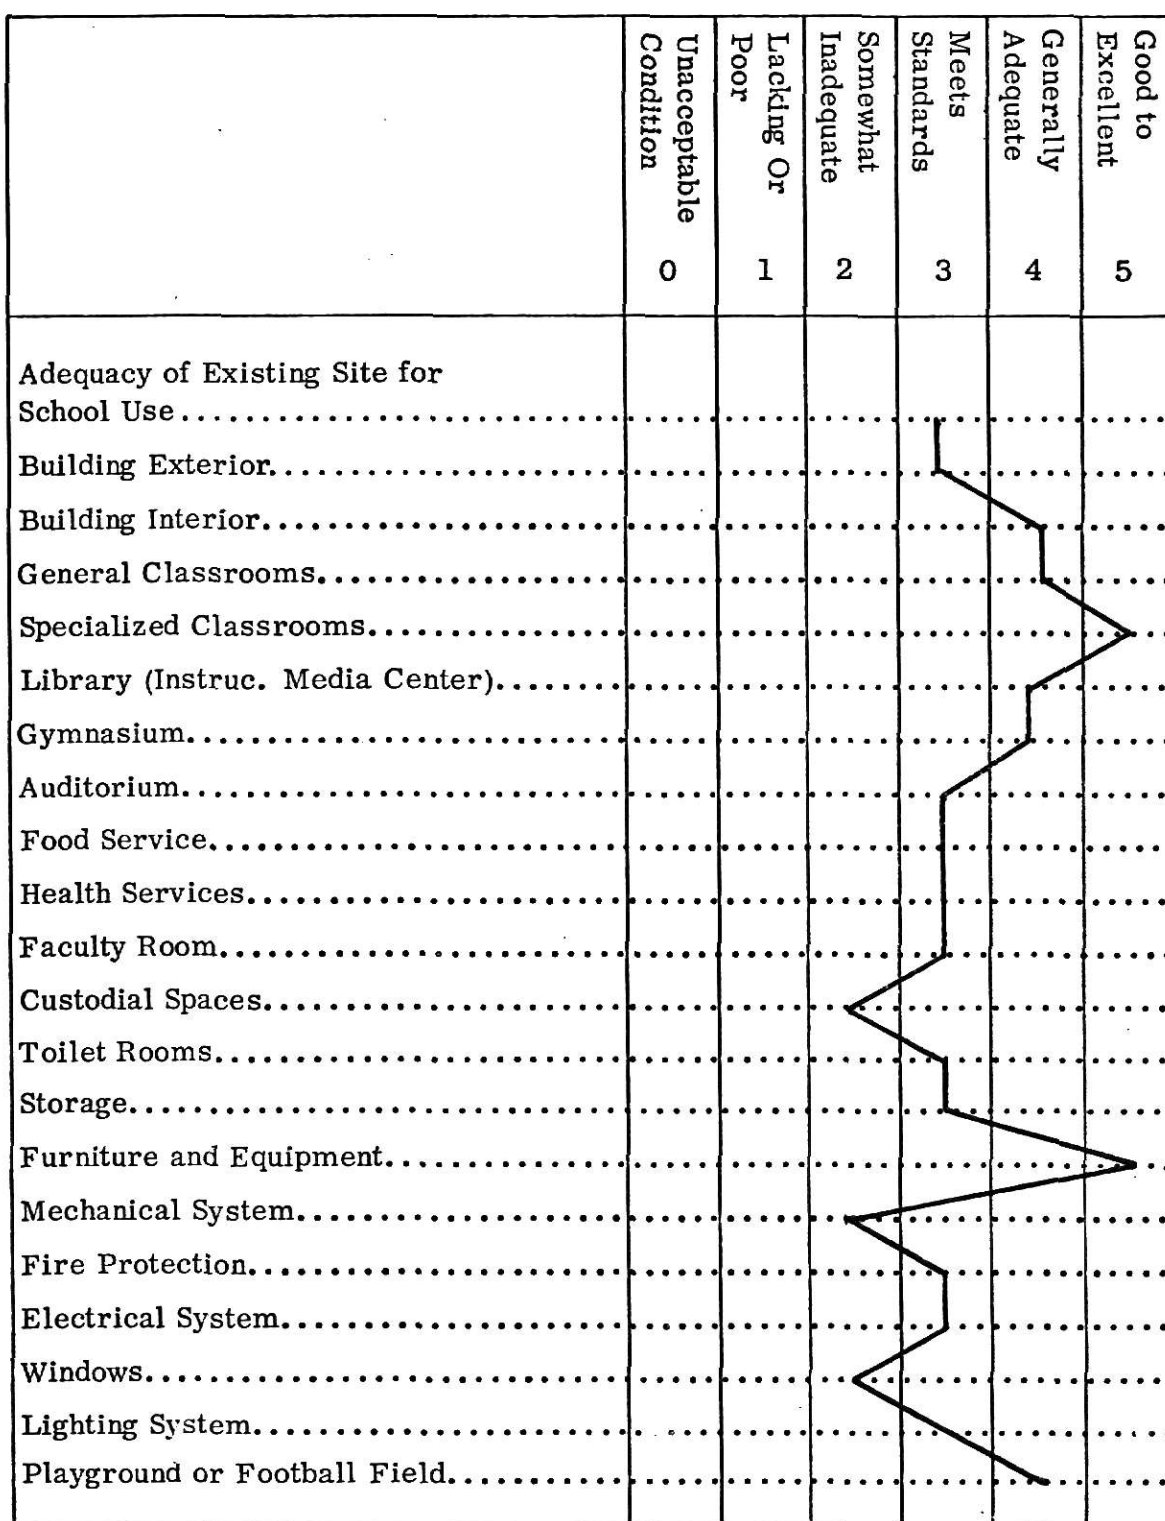 Unacceptable
Condition
0
Lacking Or
Poor
1
Somewhat
Inadequate
2
Meets
Standards
3
Generally
Adequate
4
Good to
Excellent
5
Adequacy of Existing Site for
School Use
Building Exterior
Building Interior
General Classrooms
Specialized Classrooms
Library (Instruc. Media Center)
Gymnasium
Auditorium
Food Service
Health Services
Faculty Room
Custodial Spaces
Toilet Rooms
Storage
Furniture and Equipment
Mechanical System
Fire Protection
Electrical System
Windows
Lighting System
Playground or Football Field